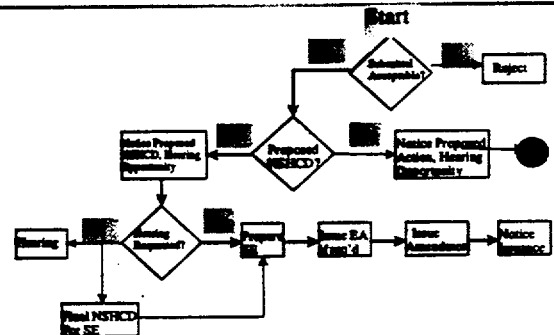 Start
Submittal
Acceptable?
Reject
Notice Proposed
NSHCD, Hearing
Opportunity
Proposed
NSHCD?
Notice Proposed
Action, Hearing
Opportunity
Hearing
Hearing
Requested?
Prepare
SE
Issue EA
if req'd
Issue
Amendment
Notice
Issuance
Final NSHCD
Per SE